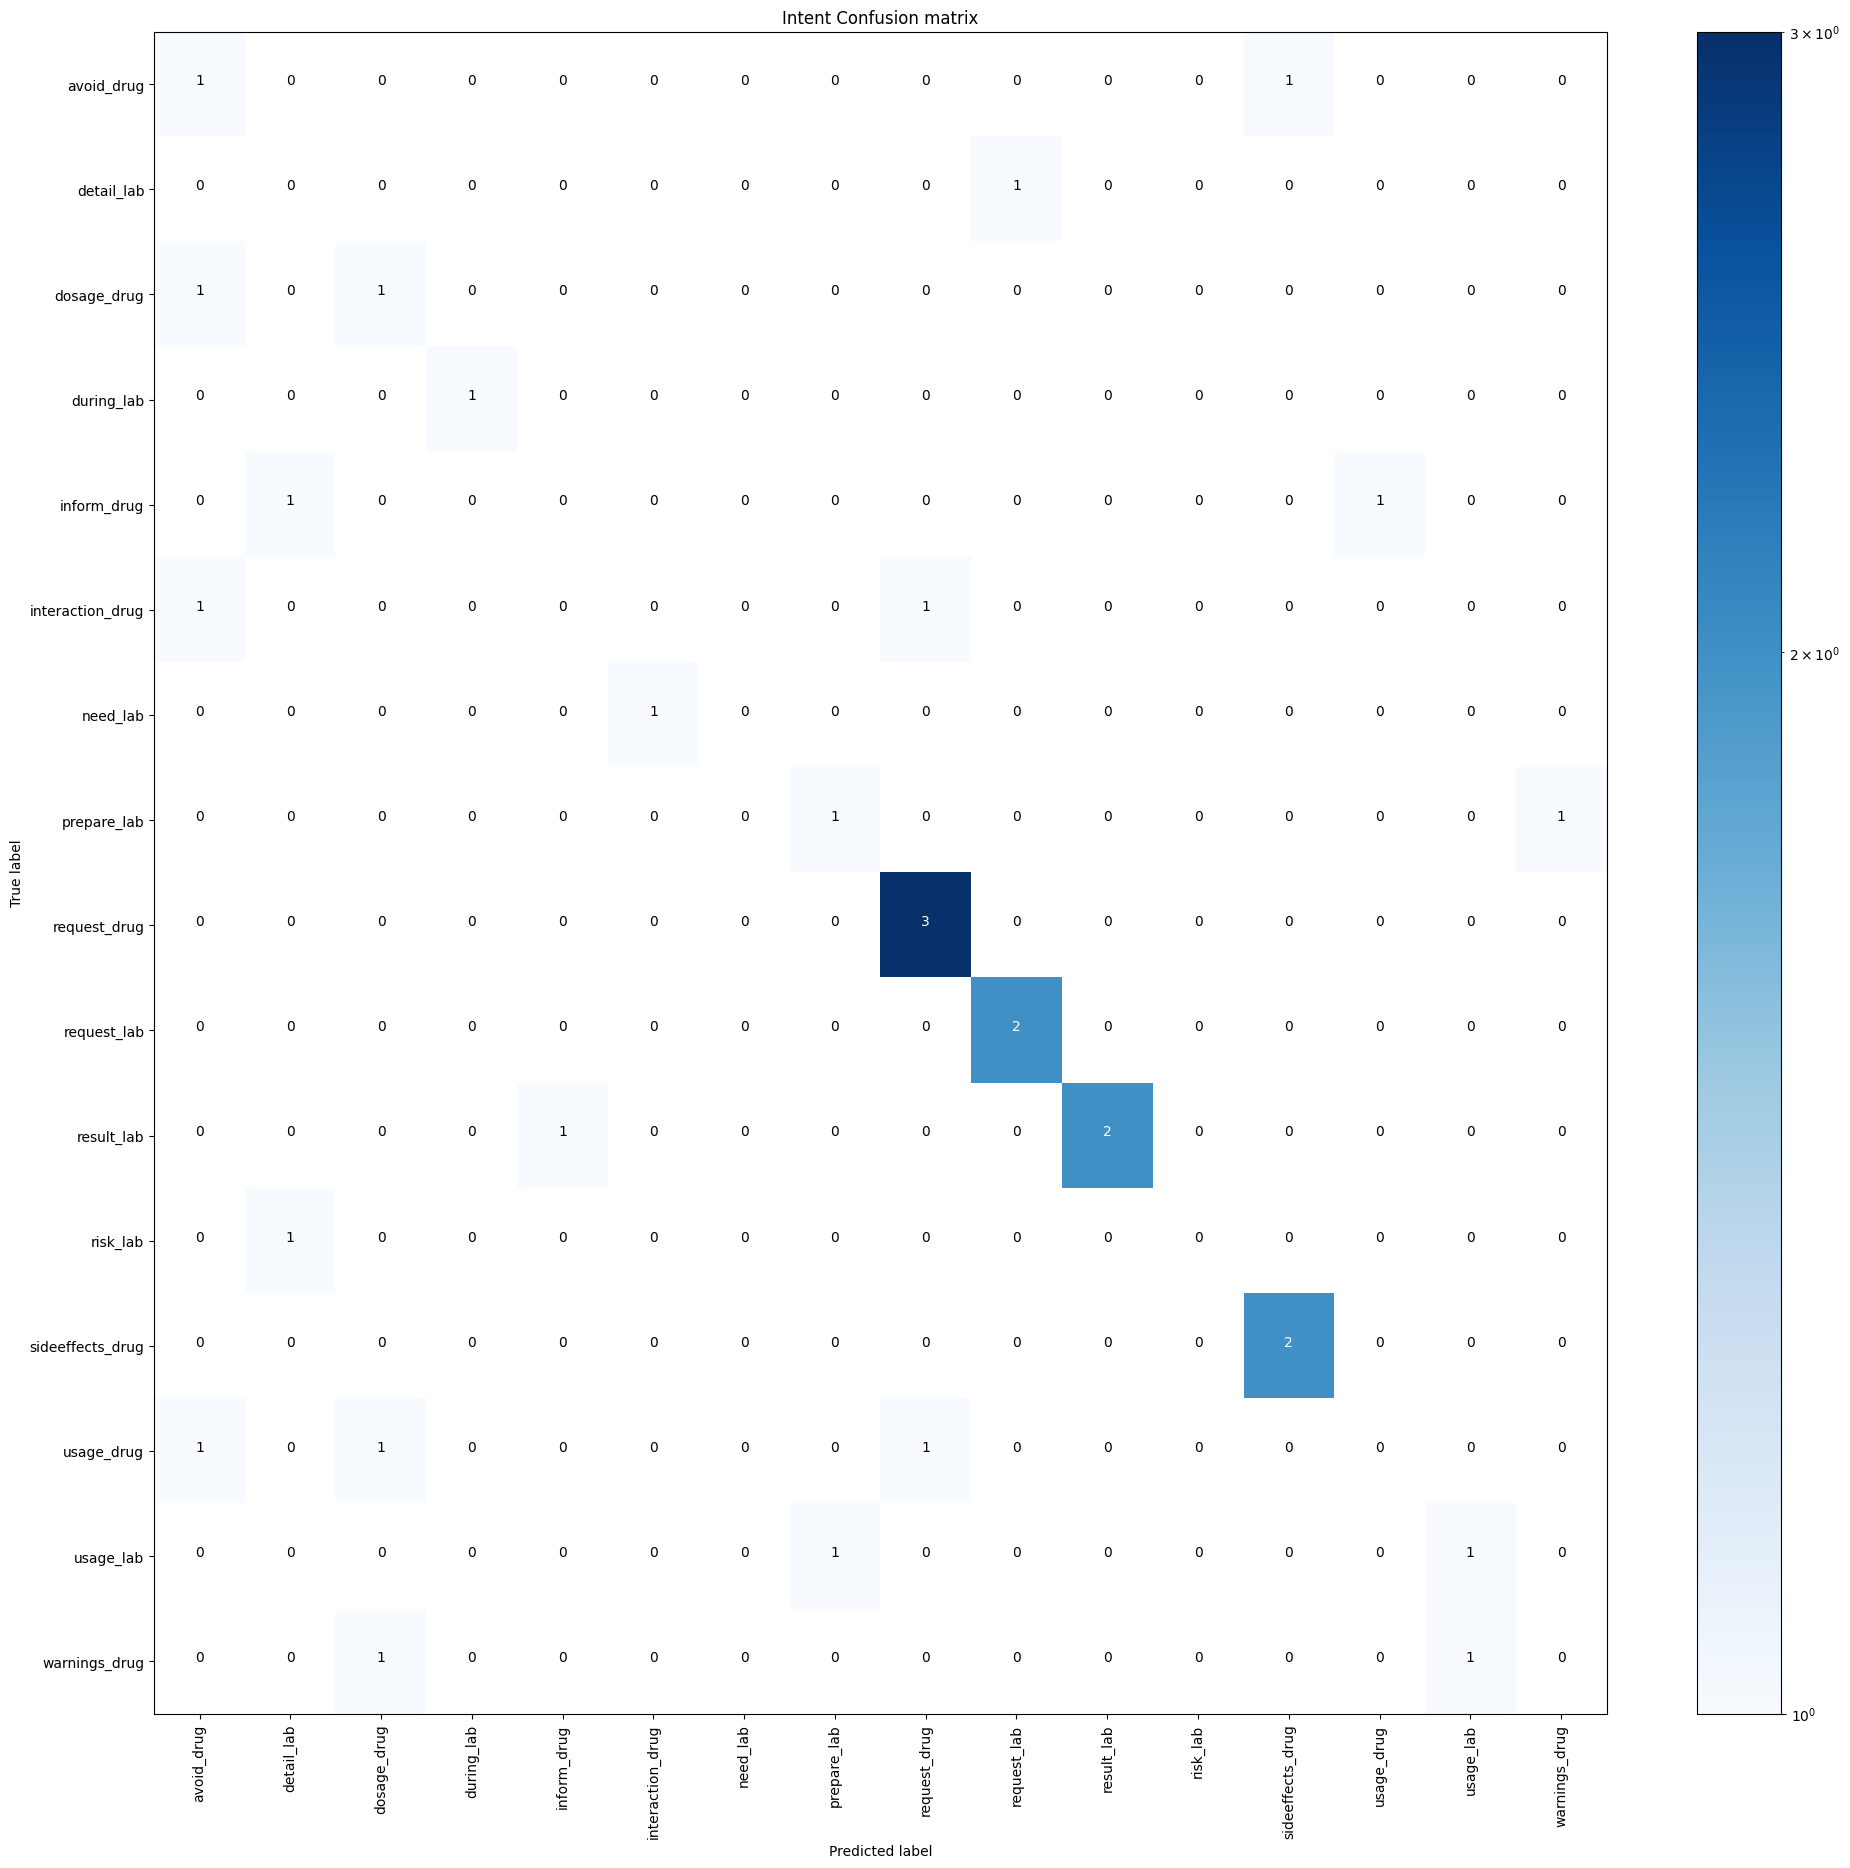 Intent Confusion matrix
avoid_drug 1 0 0 0 0 0 0 0 0 0 0 0 1 0 0 0
detail_lab 0 0 0 0 0 0 0 0 0 1 0 0 0 0 0 0
dosage_drug 1 0 1 0 0 0 0 0 0 0 0 0 0 0 0 0
during_lab 0 0 0 1 0 0 0 0 0 0 0 0 0 0 0 0
inform_drug 0 1 0 0 0 0 0 0 0 0 0 0 0 1 0 0
interaction_drug 1 0 0 0 0 0 0 0 1 0 0 0 0 0 0 0
need_lab 0 0 0 0 0 1 0 0 0 0 0 0 0 0 0 0
prepare_lab 0 0 0 0 0 0 0 1 0 0 0 0 0 0 0 1
request_drug 0 0 0 0 0 0 0 0 3 0 0 0 0 0 0 0
request_lab 0 0 0 0 0 0 0 0 0 2 0 0 0 0 0 0
result_lab 0 0 0 0 1 0 0 0 0 0 2 0 0 0 0 0
risk_lab 0 1 0 0 0 0 0 0 0 0 0 0 0 0 0 0
sideeffects_drug 0 0 0 0 0 0 0 0 0 0 0 0 2 0 0 0
usage_drug 1 0 1 0 0 0 0 0 1 0 0 0 0 0 0 0
usage_lab 0 0 0 0 0 0 0 1 0 0 0 0 0 0 1 0
warnings_drug 0 0 1 0 0 0 0 0 0 0 0 0 0 0 1 0
True label
avoid_drug
detail_lab
dosage_drug
during_lab
inform_drug
interaction_drug
need_lab
prepare_lab
request_drug
request_lab
result_lab
risk_lab
sideeffects_drug
usage_drug
usage_lab
warnings_drug
Predicted label
3 × 10⁰
2 × 10⁰
10⁰